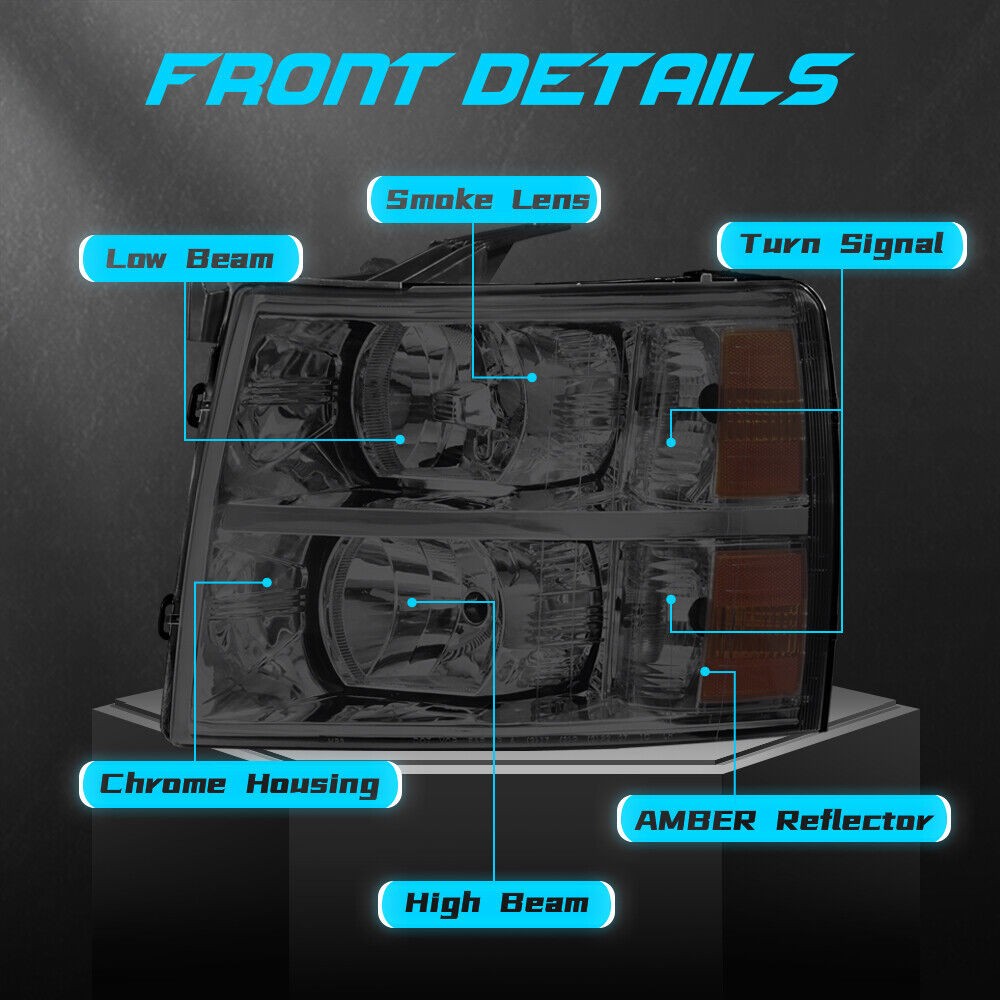 FRONT DETAILS
Smoke Lens
Turn Signal
Low Beam
Chrome Housing
AMBER Reflector
High Beam